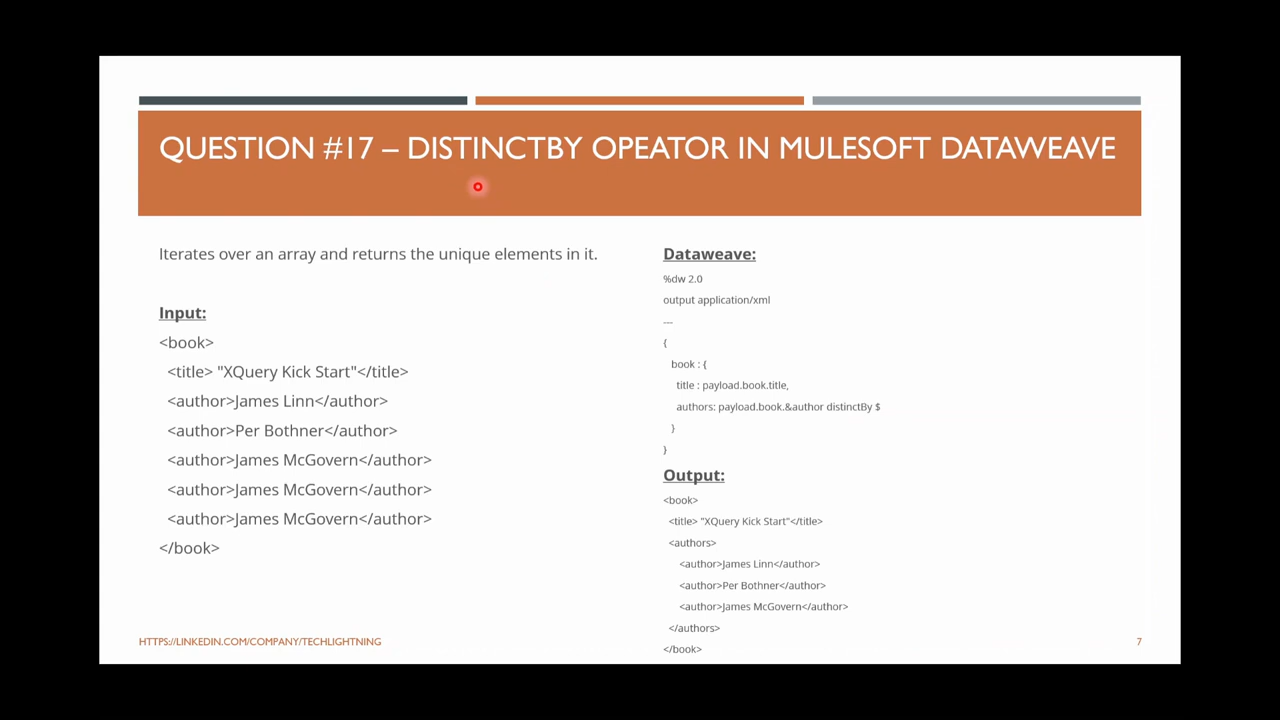 QUESTION #17 – DISTINCTBY OPEATOR IN MULESOFT DATAWEAVE
Iterates over an array and returns the unique elements in it.
Input:
<book>
<title> "XQuery Kick Start"</title>
<author>James Linn</author>
<author>Per Bothner</author>
<author>James McGovern</author>
<author>James McGovern</author>
<author>James McGovern</author>
</book>
Dataweave:
%dw 2.0
output application/xml
---
{
book : {
title : payload.book.title,
authors: payload.book.&author distinctBy $
}
}
Output:
<book>
<title> "XQuery Kick Start"</title>
<authors>
<author>James Linn</author>
<author>Per Bothner</author>
<author>James McGovern</author>
</authors>
</book>
HTTPS://LINKEDIN.COM/COMPANY/TECHLIGHTNING
7